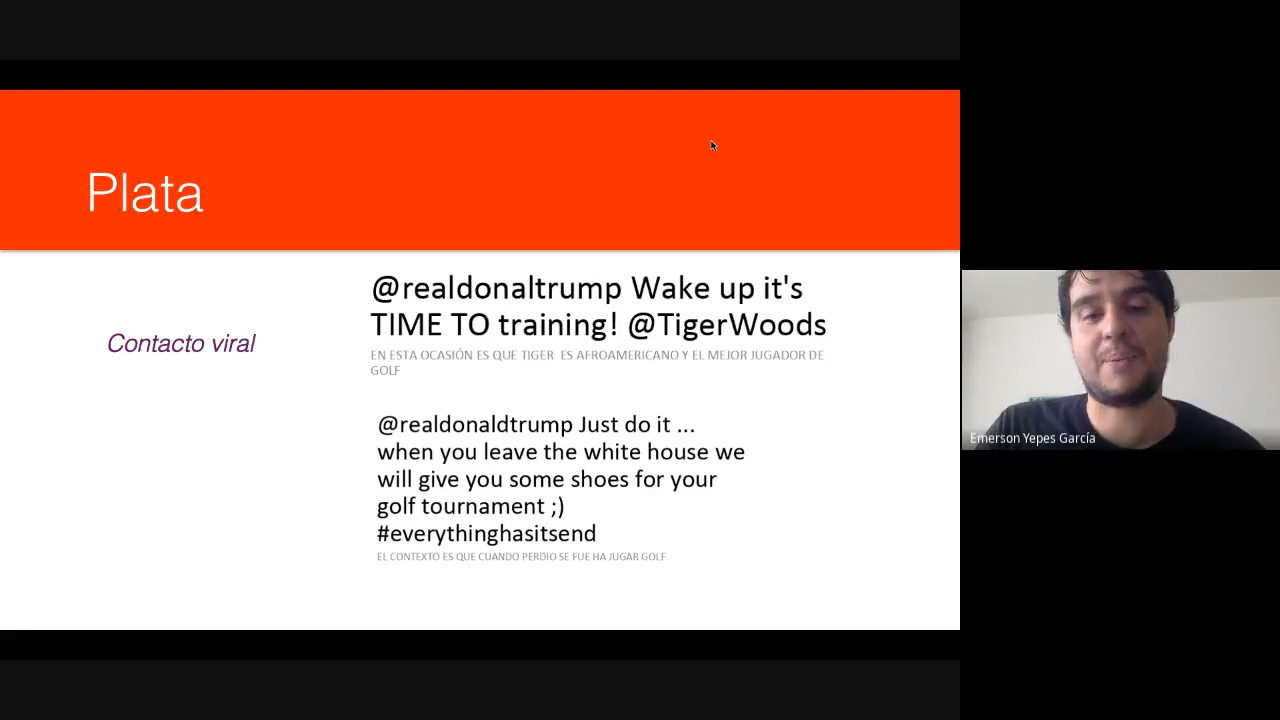 Plata
Contacto viral
@realdonaltrump Wake up it's
TIME TO training! @TigerWoods
EN ESTA OCASIÓN ES QUE TIGER  ES AFROAMERICANO Y EL MEJOR JUGADOR DE
GOLF
@realdonaldtrump Just do it ...
when you leave the white house we
will give you some shoes for your
golf tournament ;)
#everythinghasitsend
EL CONTEXTO ES QUE CUANDO PERDIO SE FUE HA JUGAR GOLF
Emerson Yepes García